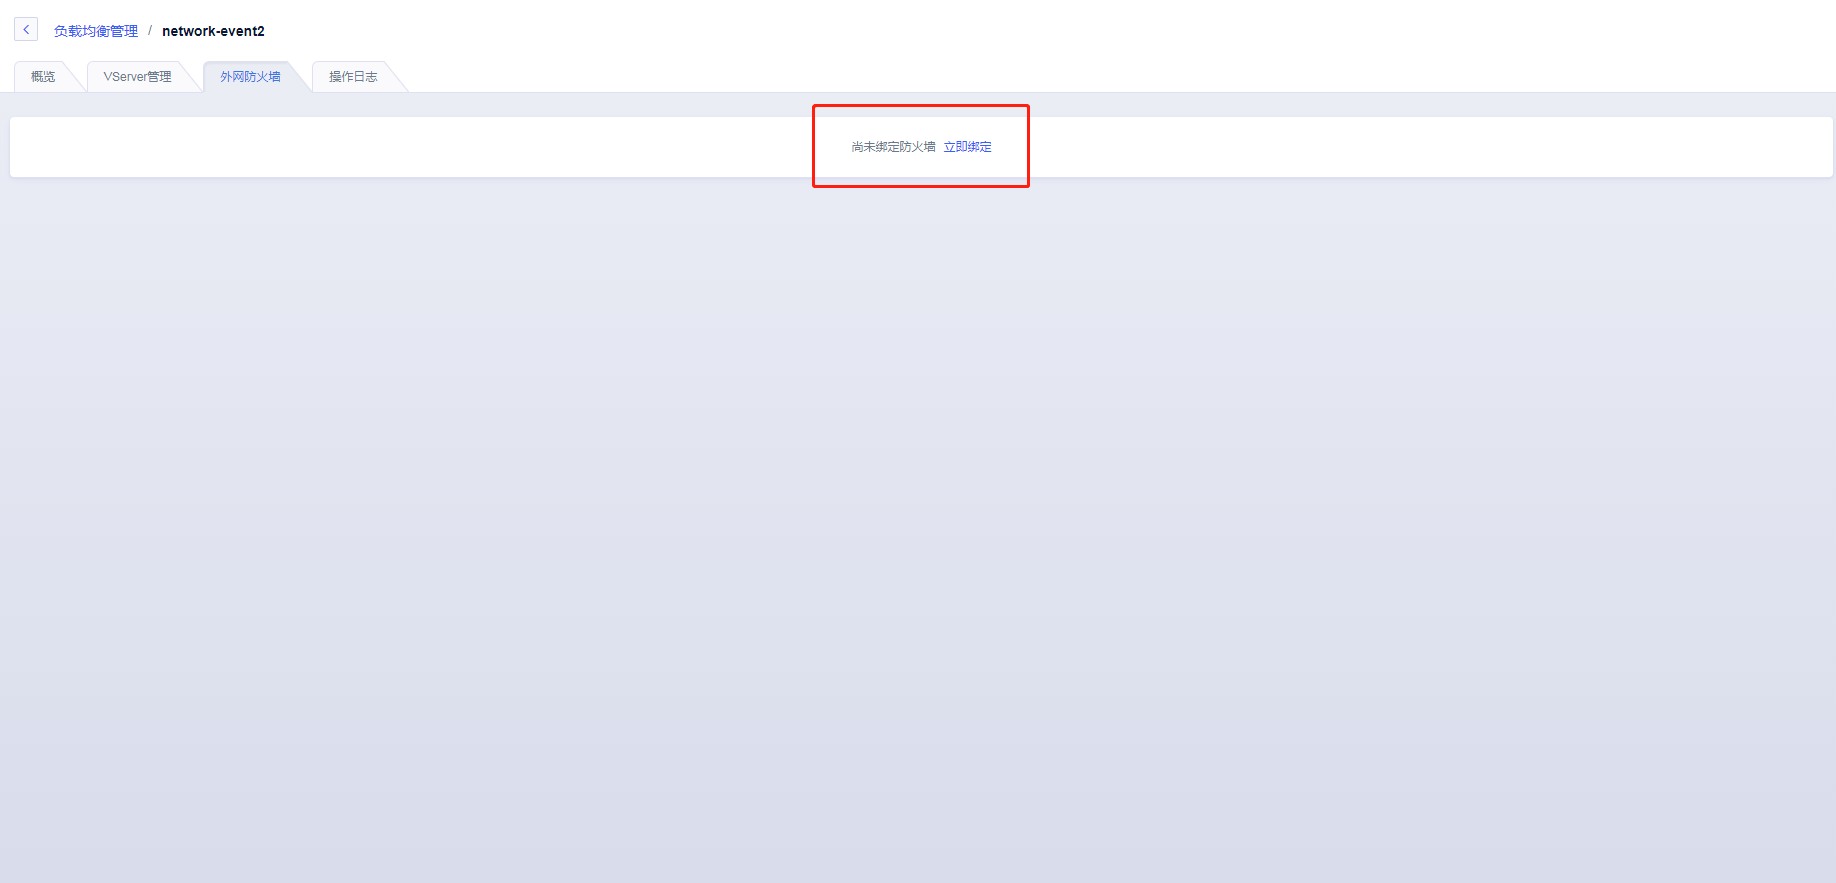 负载均衡管理 / network-event2
概览 VServer管理 外网防火墙 操作日志
尚未绑定防火墙 立即绑定